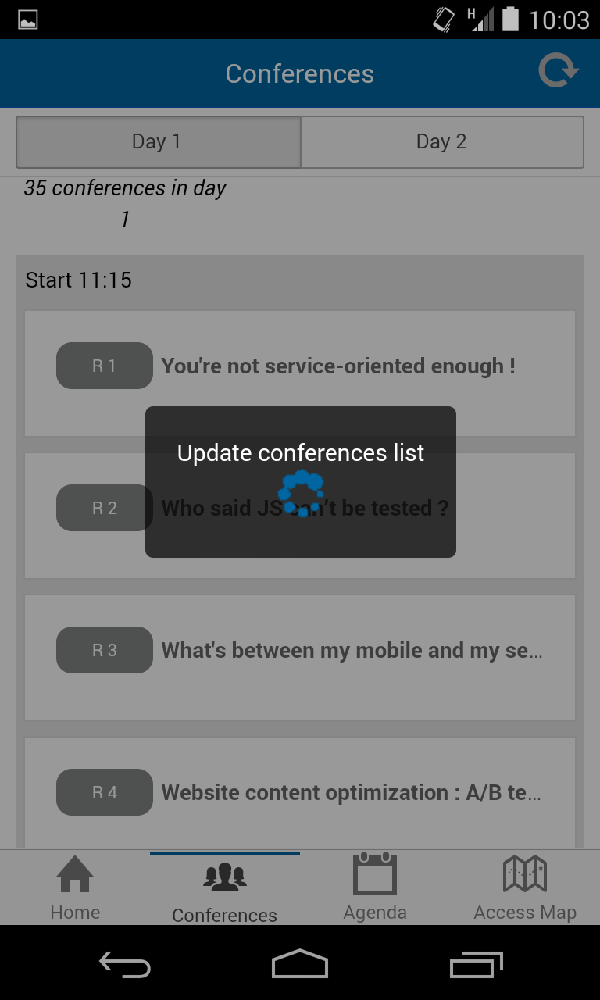 H 10:03
Conferences
Day 1 Day 2
35 conferences in day
1
Start 11:15
R 1 You're not service-oriented enough !
Update conferences list
R 2 Who said JS can't be tested ?
R 3 What's between my mobile and my se...
R 4 Website content optimization : A/B te...
Home Conferences Agenda Access Map